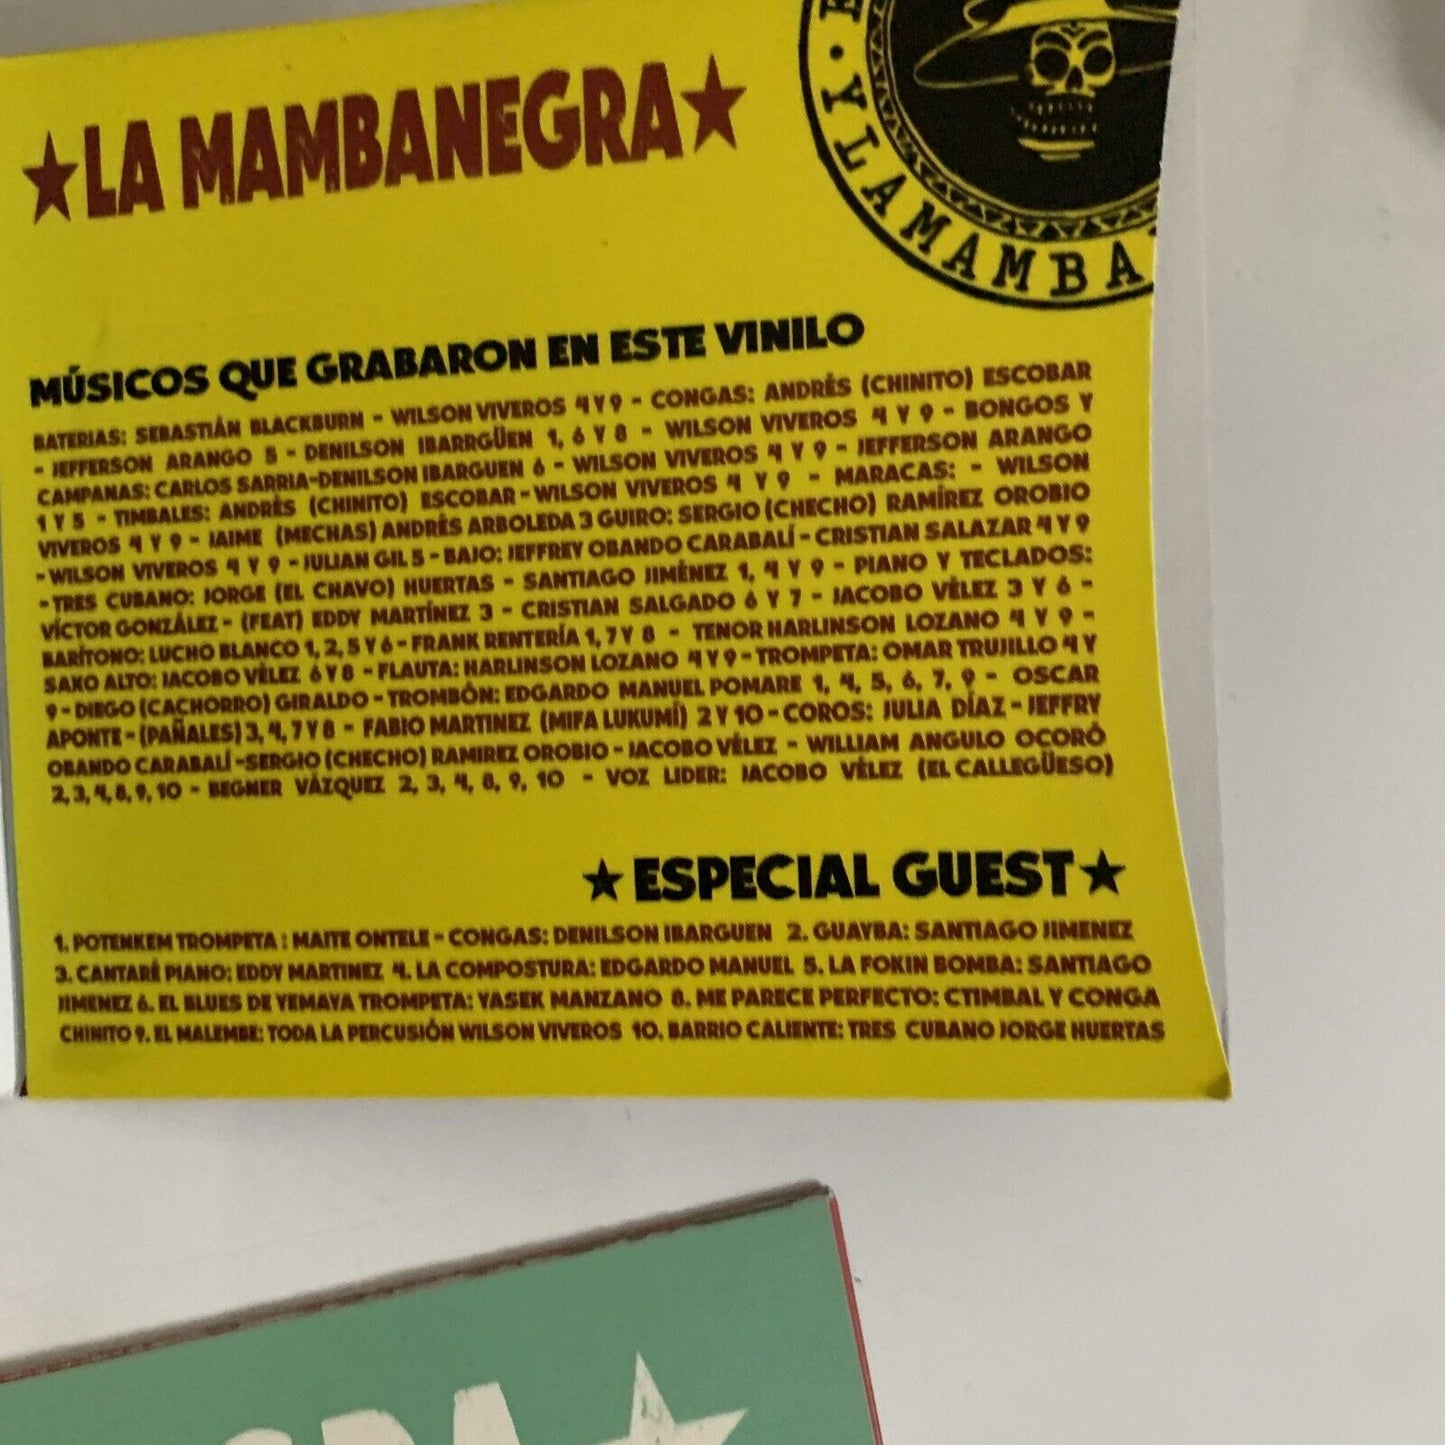 ★LA MAMBANEGRA★
Y LA MAMBA
MÚSICOS QUE GRABARON EN ESTE VINILO
BATERIAS: SEBASTIÁN BLACKBURN - WILSON VIVEROS 4 Y 9 - CONGAS: ANDRÉS (CHINITO) ESCOBAR
- JEFFERSON ARANGO 5 - DENILSON IBARRGÜEN 1, 6 Y 8 - WILSON VIVEROS 4 Y 9 - BONGOS Y
CAMPANAS: CARLOS SARRIA-DENILSON IBARGUEN 6 - WILSON VIVEROS 4 Y 9 - JEFFERSON ARANGO
1 Y 5 - TIMBALES: ANDRÉS (CHINITO) ESCOBAR - WILSON VIVEROS 4 Y 9 - MARACAS: - WILSON
VIVEROS 4 Y 9 - JAIME (MECHAS) ANDRÉS ARBOLEDA 3 GUIRO: SERGIO (CHECHO) RAMÍREZ OROBIO
- WILSON VIVEROS 4 Y 9 - JULIAN GIL 5 - BAJO: JEFFREY OBANDO CARABALÍ - CRISTIAN SALAZAR 4 Y 9
- TRES CUBANO: JORGE (EL CHAVO) HUERTAS - SANTIAGO JIMÉNEZ 1, 4 Y 9 - PIANO Y TECLADOS:
VÍCTOR GONZÁLEZ - (FEAT) EDDY MARTÍNEZ 3 - CRISTIAN SALGADO 6 Y 7 - JACOBO VÉLEZ 3 Y 6 -
BARÍTONO: LUCHO BLANCO 1, 2, 5 Y 6 - FRANK RENTERÍA 1, 7 Y 8 - TENOR HARLINSON LOZANO 4 Y 9 -
SAXO ALTO: JACOBO VÉLEZ 6 Y 8 - FLAUTA: HARLINSON LOZANO 4 Y 9 - TROMPETA: OMAR TRUJILLO 4 Y
9 - DIEGO (CACHORRO) GIRALDO - TROMBÓN: EDGARDO MANUEL POMARE 1, 4, 5, 6, 7, 9 - OSCAR
APONTE - (PAÑALES) 3, 4, 7 Y 8 - FABIO MARTINEZ (MIFA LUKUMÍ) 2 Y 10 - COROS: JULIA DÍAZ - JEFFRY
OBANDO CARABALÍ - SERGIO (CHECHO) RAMIREZ OROBIO - JACOBO VÉLEZ - WILLIAM ANGULO OCORÓ
2, 3, 4, 8, 9, 10 - BEGNER VÁZQUEZ 2, 3, 4, 8, 9, 10 - VOZ LIDER: JACOBO VÉLEZ (EL CALLEGÜESO)
★ESPECIAL GUEST★
1. POTENKEM TROMPETA : MAITE ONTELE - CONGAS: DENILSON IBARGUEN 2. GUAYBA: SANTIAGO JIMENEZ
3. CANTARÉ PIANO: EDDY MARTINEZ 4. LA COMPOSTURA: EDGARDO MANUEL 5. LA FOKIN BOMBA: SANTIAGO
JIMENEZ 6. EL BLUES DE YEMAYA TROMPETA: YASEK MANZANO 8. ME PARECE PERFECTO: CTIMBAL Y CONGA
CHINITO 9. EL MALEMBE: TODA LA PERCUSIÓN WILSON VIVEROS 10. BARRIO CALIENTE: TRES CUBANO JORGE HUERTAS